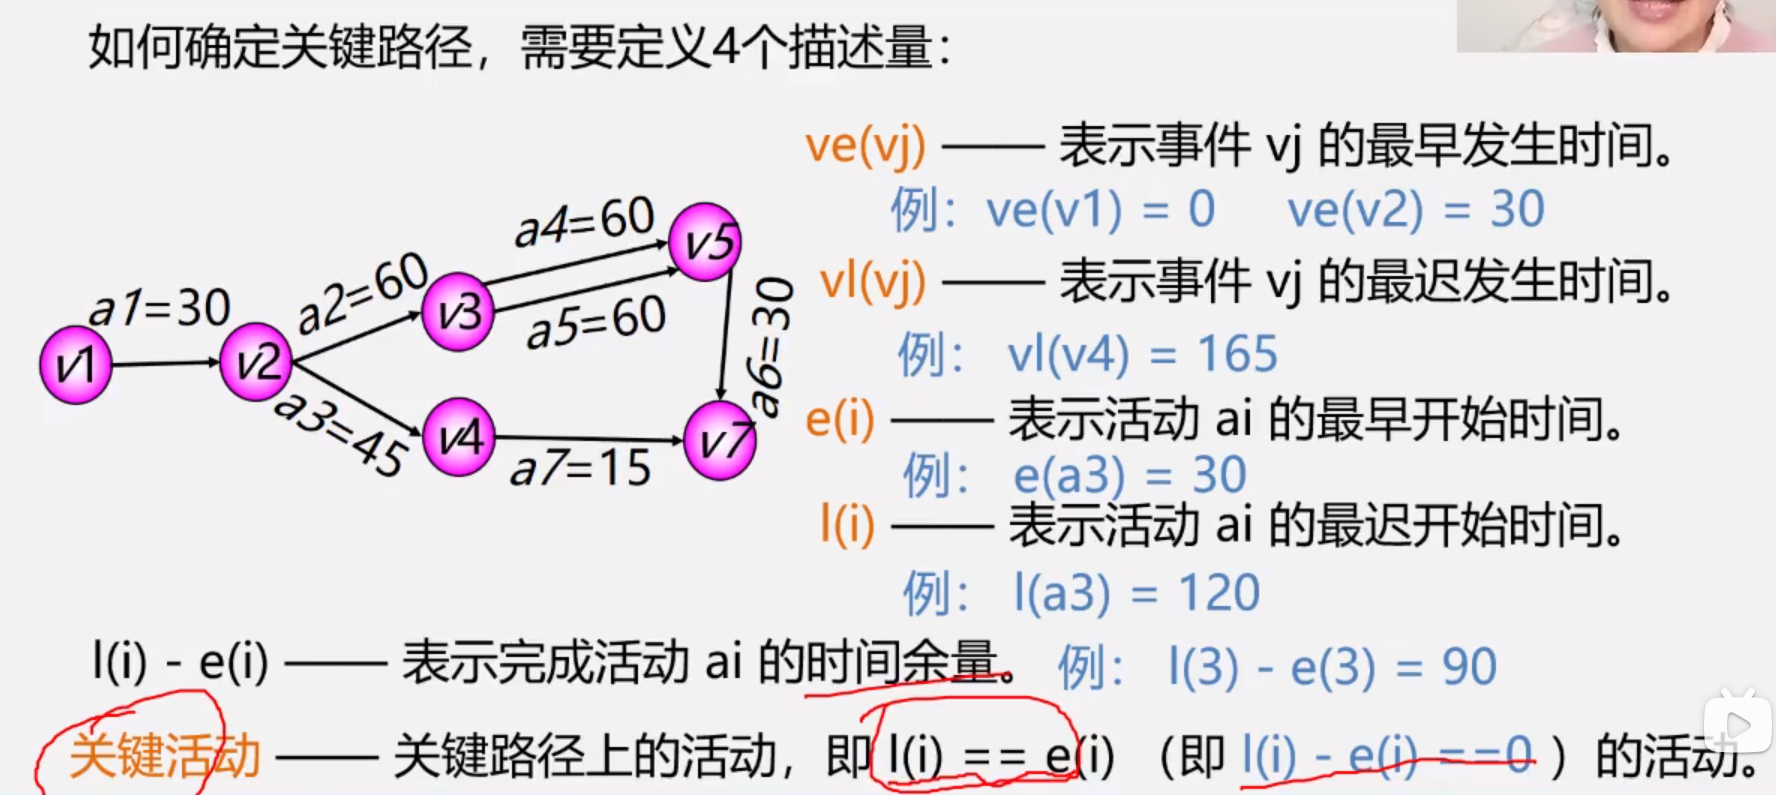 如何确定关键路径，需要定义4个描述量：
ve(vj) —— 表示事件 vj 的最早发生时间。
例：ve(v1) = 0 ve(v2) = 30
vl(vj) —— 表示事件 vj 的最迟发生时间。
例： vl(v4) = 165
e(i) —— 表示活动 ai 的最早开始时间。
例： e(a3) = 30
l(i) —— 表示活动 ai 的最迟开始时间。
例： l(a3) = 120
a1=30
a2=60
a3=45
a4=60
a5=60
a6=30
a7=15
v1
v2
v3
v4
v5
v7
l(i) - e(i) —— 表示完成活动 ai 的时间余量。 例： l(3) - e(3) = 90
关键活动 —— 关键路径上的活动，即 l(i) == e(i) （即 l(i) - e(i) ==0 ）的活动。